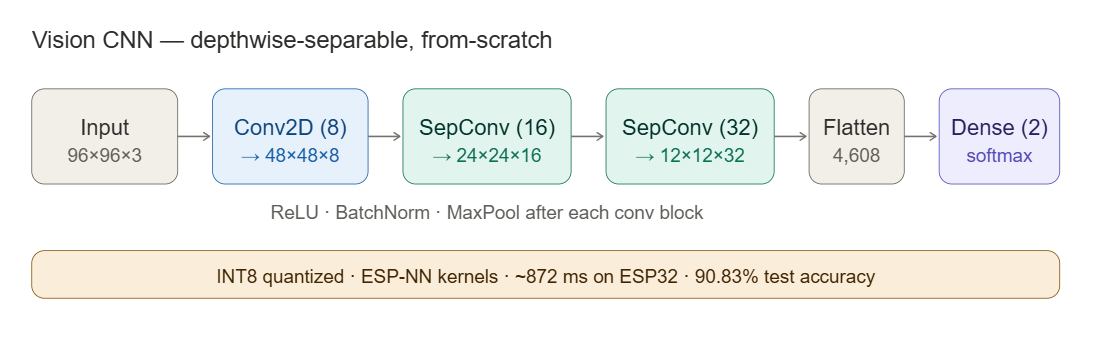 Vision CNN — depthwise-separable, from-scratch
Input
96×96×3
Conv2D (8)
→ 48×48×8
SepConv (16)
→ 24×24×16
SepConv (32)
→ 12×12×32
Flatten
4,608
Dense (2)
softmax
ReLU · BatchNorm · MaxPool after each conv block
INT8 quantized · ESP-NN kernels · ~872 ms on ESP32 · 90.83% test accuracy